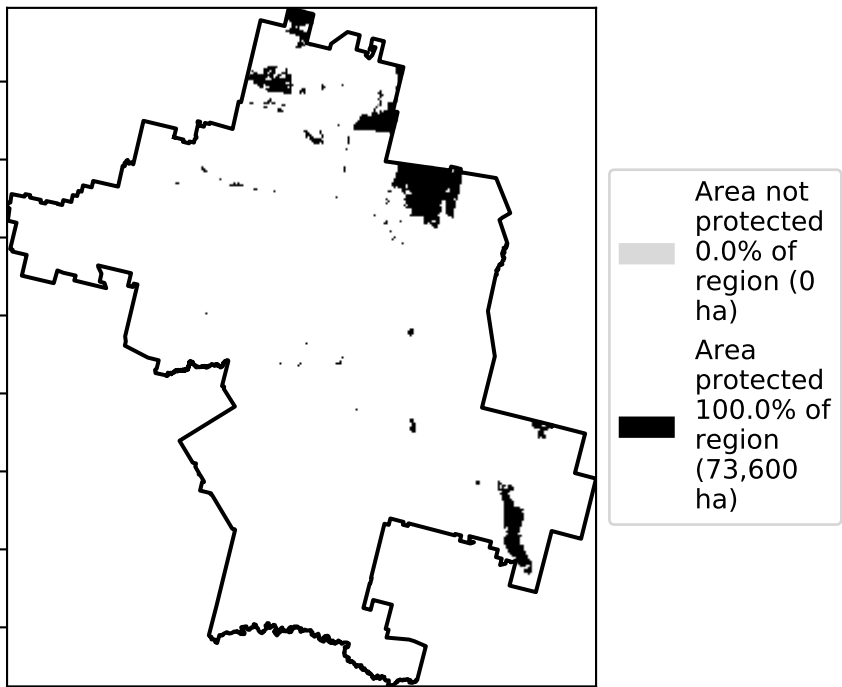 Area not
protected
0.0% of
region (0
ha)
Area
protected
100.0% of
region
(73,600
ha)